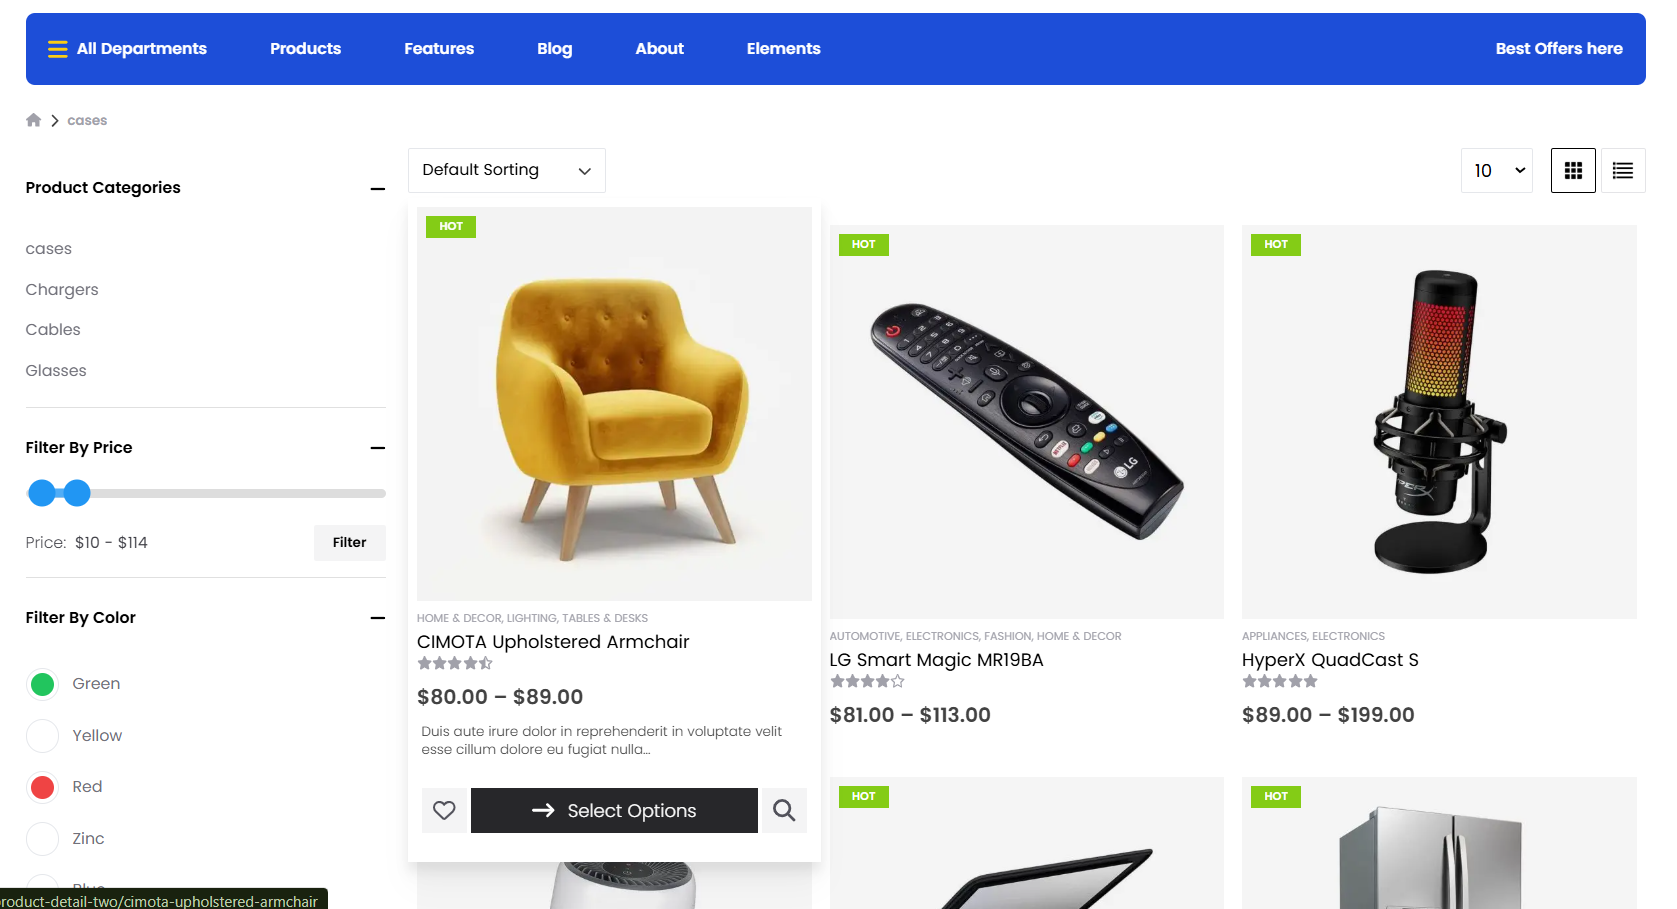 All Departments
Products
Features
Blog
About
Elements
Best Offers here
cases
Product Categories
cases
Chargers
Cables
Glasses
Filter By Price
Price: $10 - $114
Filter
Filter By Color
Green
Yellow
Red
Zinc
Blue
product-detail-two/cimota-upholstered-armchair
Default Sorting
10
HOT
HOME & DECOR, LIGHTING, TABLES & DESKS
CIMOTA Upholstered Armchair
$80.00 – $89.00
Duis aute irure dolor in reprehenderit in voluptate velit
esse cillum dolore eu fugiat nulla...
Select Options
HOT
LG
AUTOMOTIVE, ELECTRONICS, FASHION, HOME & DECOR
LG Smart Magic MR19BA
$81.00 – $113.00
HOT
APPLIANCES, ELECTRONICS
HyperX QuadCast S
$89.00 – $199.00
HOT
HOT